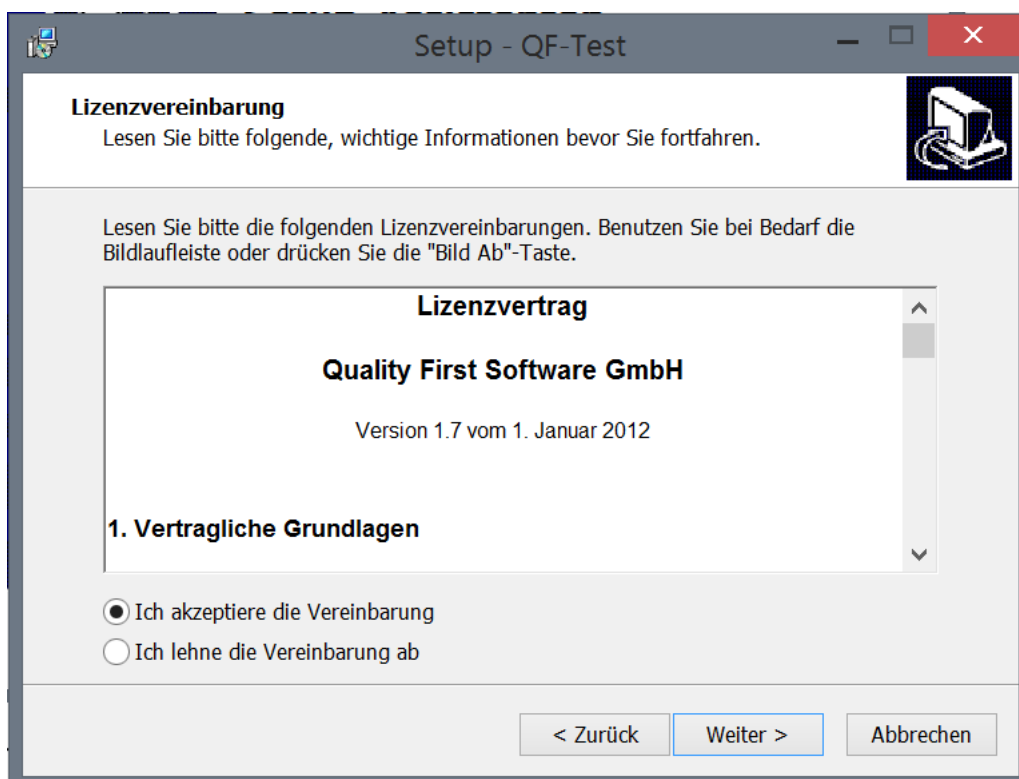 Setup - QF-Test
Lizenzvereinbarung
Lesen Sie bitte folgende, wichtige Informationen bevor Sie fortfahren.
Lesen Sie bitte die folgenden Lizenzvereinbarungen. Benutzen Sie bei Bedarf die
Bildlaufleiste oder drücken Sie die "Bild Ab"-Taste.
Lizenzvertrag
Quality First Software GmbH
Version 1.7 vom 1. Januar 2012
1. Vertragliche Grundlagen
Ich akzeptiere die Vereinbarung
Ich lehne die Vereinbarung ab
< Zurück
Weiter >
Abbrechen